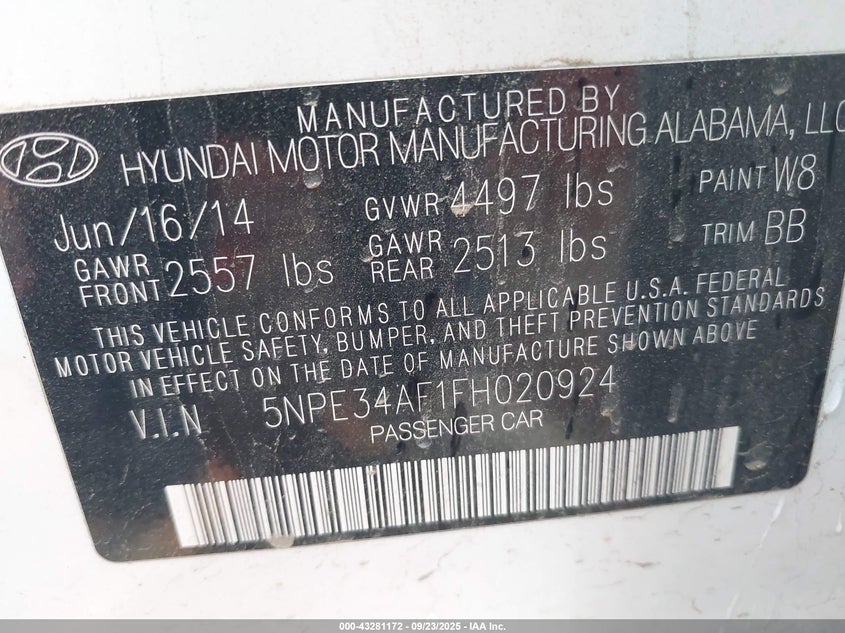 MANUFACTURED BY
HYUNDAI MOTOR MANUFACTURING ALABAMA, LLC
Jun/16/14 GVWR 4497 lbs PAINT W8
GAWR FRONT 2557 lbs GAWR REAR 2513 lbs TRIM BB
THIS VEHICLE CONFORMS TO ALL APPLICABLE U.S.A. FEDERAL
MOTOR VEHICLE SAFETY, BUMPER, AND THEFT PREVENTION STANDARDS
IN EFFECT ON THE DATE OF MANUFACTURE SHOWN ABOVE
V.I.N 5NPE34AF1FH020924
PASSENGER CAR
000-43281172 - 09/23/2025 - IAA Inc.